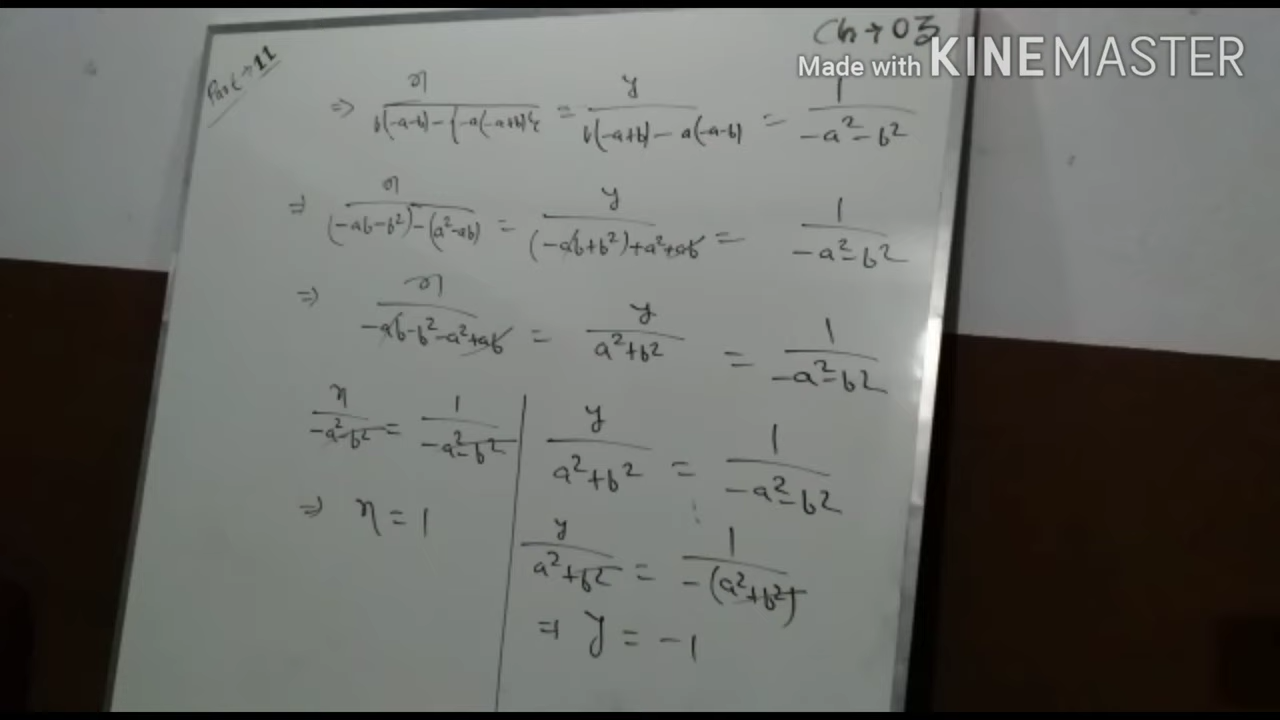 Part → 11
Ch → 03
Made with KINEMASTER
⇒ x/(b(-a-b) - {-a(-a+b)}) = y/(b(-a+b) - a(-a-b)) = 1/(-a²-b²)
⇒ x/((-ab-b²)-(a²-ab)) = y/((-ab+b²)+a²+ab) = 1/(-a²-b²)
⇒ x/(-ab-b²-a²+ab) = y/(a²+b²) = 1/(-a²-b²)
x/(-a²-b²) = 1/(-a²-b²)
⇒ x = 1
y/(a²+b²) = 1/(-a²-b²)
y/(a²+b²) = 1/(-(a²+b²))
⇒ y = -1